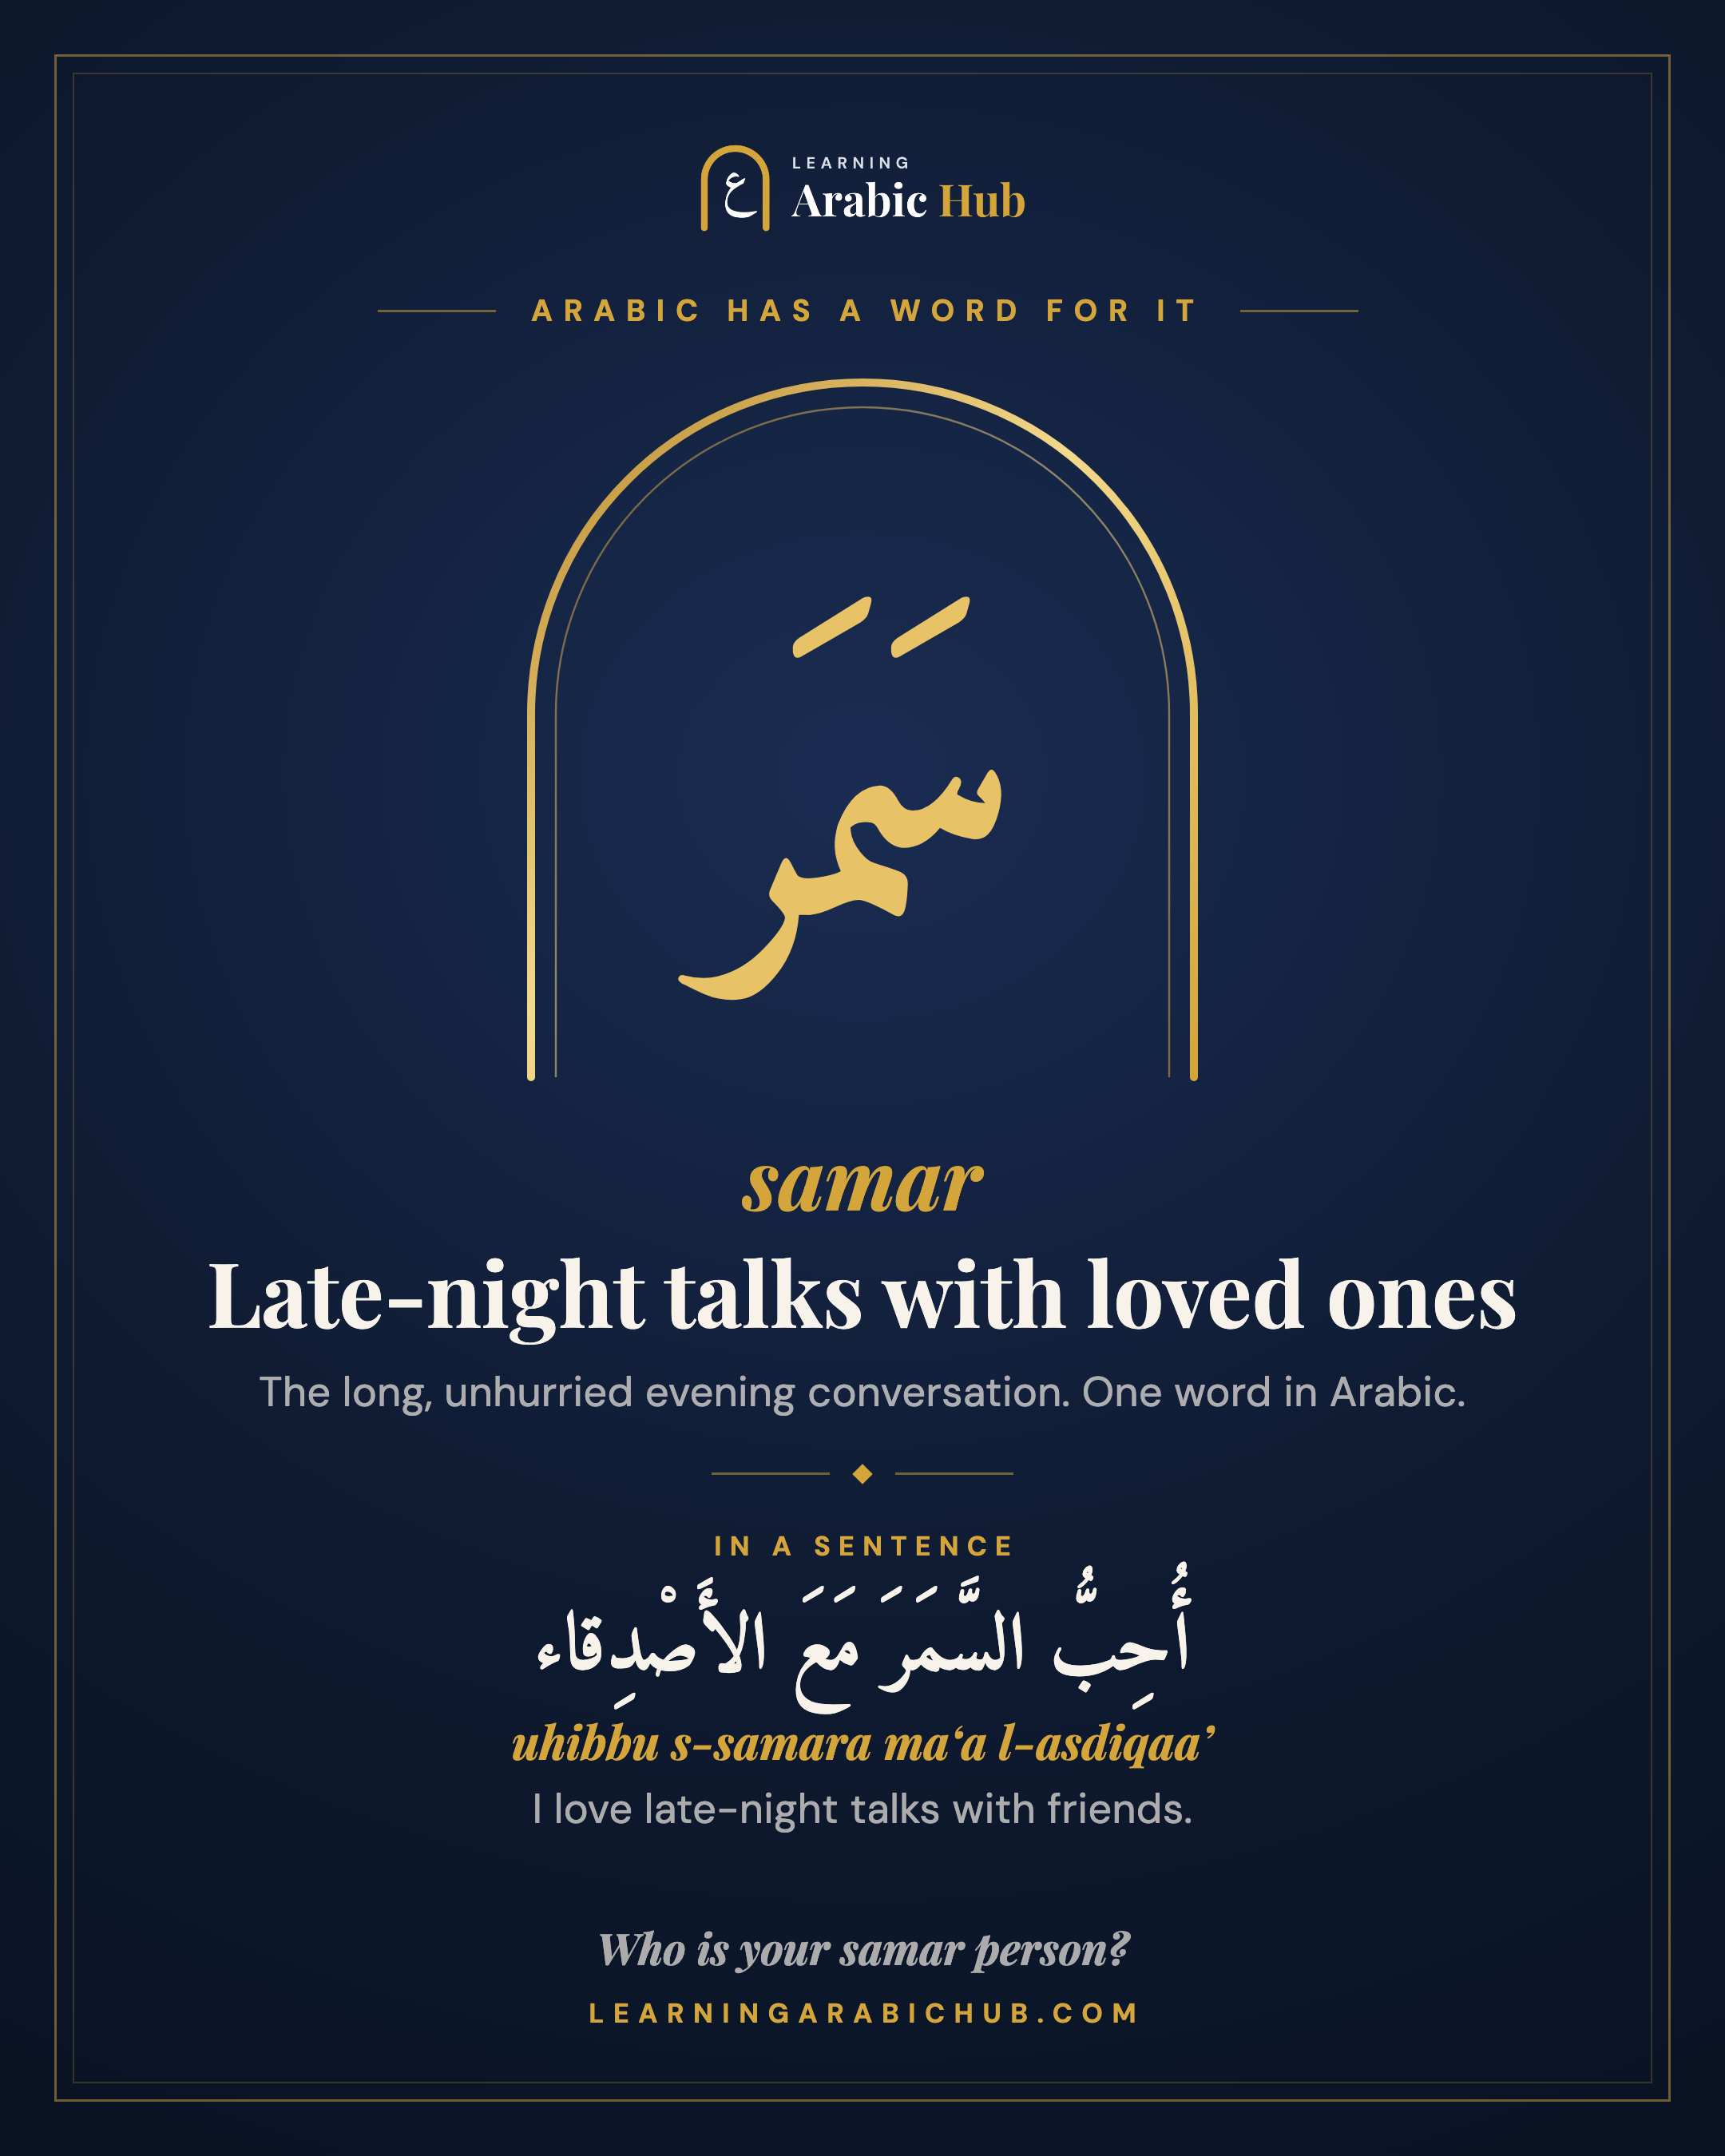 ع
LEARNING
Arabic Hub
ARABIC HAS A WORD FOR IT
سَمَر
samar
Late-night talks with loved ones
The long, unhurried evening conversation. One word in Arabic.
IN A SENTENCE
أُحِبُّ السَّمَرَ مَعَ الأَصْدِقاء
uhibbu s-samara ma‘a l-asdiqaa’
I love late-night talks with friends.
Who is your samar person?
LEARNINGARABICHUB.COM